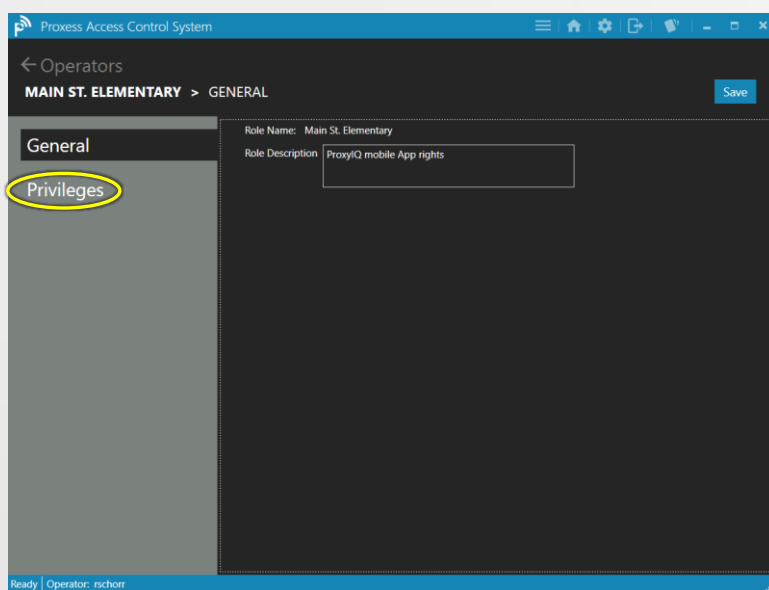 Proxess Access Control System
Operators
MAIN ST. ELEMENTARY > GENERAL
Save
General
Privileges
Role Name: Main St. Elementary
Role Description ProxyIQ mobile App rights
Ready Operator: rschorr